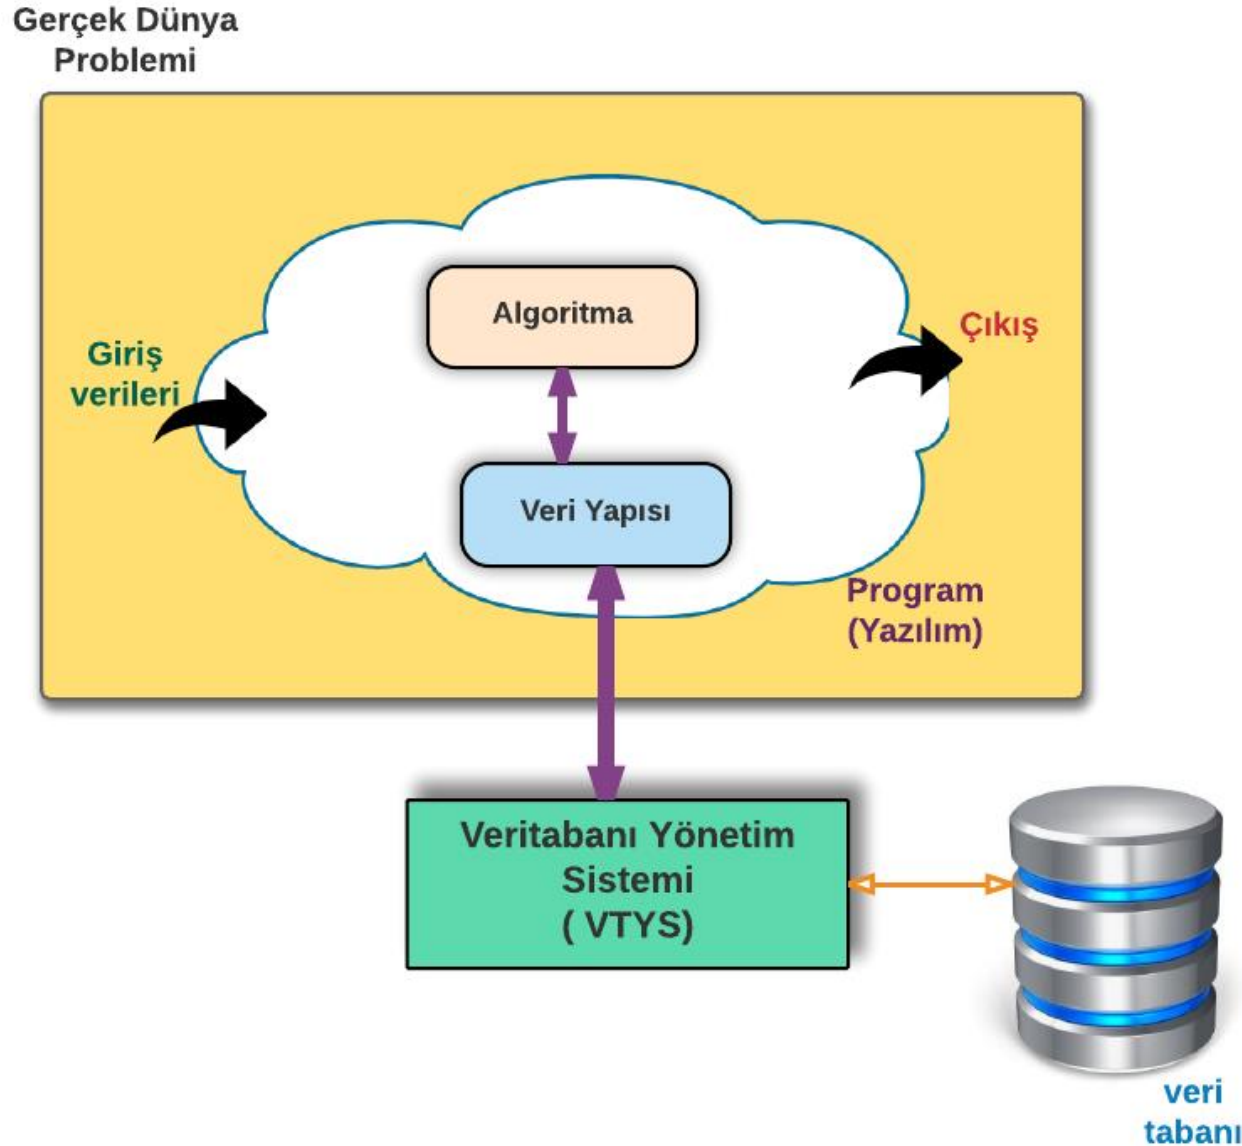 Gerçek Dünya
Problemi
Algoritma
Giriş
verileri
Çıkış
Veri Yapısı
Program
(Yazılım)
Veritabanı Yönetim
Sistemi
( VTYS)
veri
tabanı